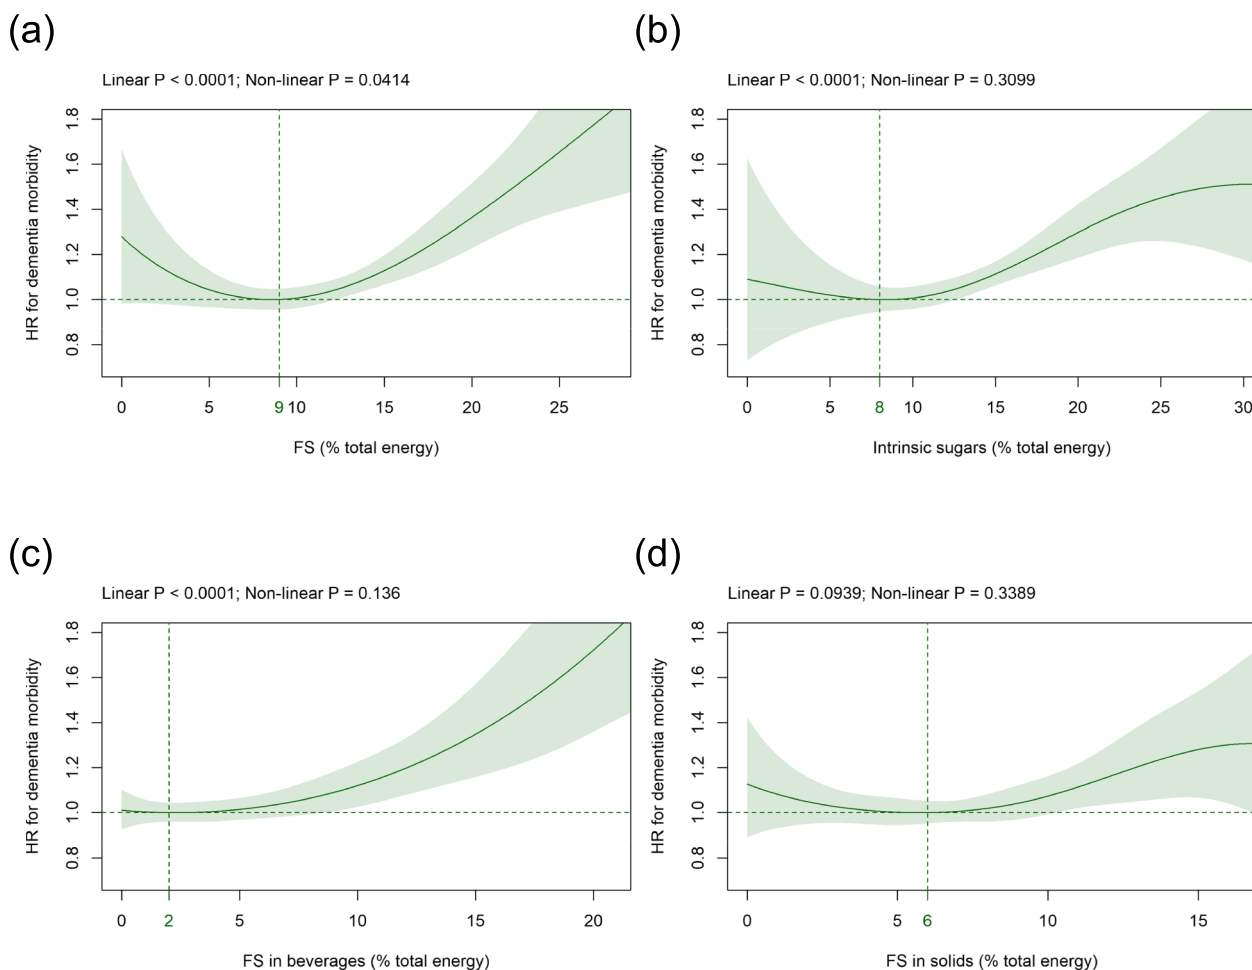 (a)
Linear P < 0.0001; Non-linear P = 0.0414
HR for dementia morbidity
1.8
1.6
1.4
1.2
1.0
0.8
0 5 9 10 15 20 25
FS (% total energy)
(b)
Linear P < 0.0001; Non-linear P = 0.3099
HR for dementia morbidity
1.8
1.6
1.4
1.2
1.0
0.8
0 5 8 10 15 20 25 30
Intrinsic sugars (% total energy)
(c)
Linear P < 0.0001; Non-linear P = 0.136
HR for dementia morbidity
1.8
1.6
1.4
1.2
1.0
0.8
0 2 5 10 15 20
FS in beverages (% total energy)
(d)
Linear P = 0.0939; Non-linear P = 0.3389
HR for dementia morbidity
1.8
1.6
1.4
1.2
1.0
0.8
0 5 6 10 15
FS in solids (% total energy)